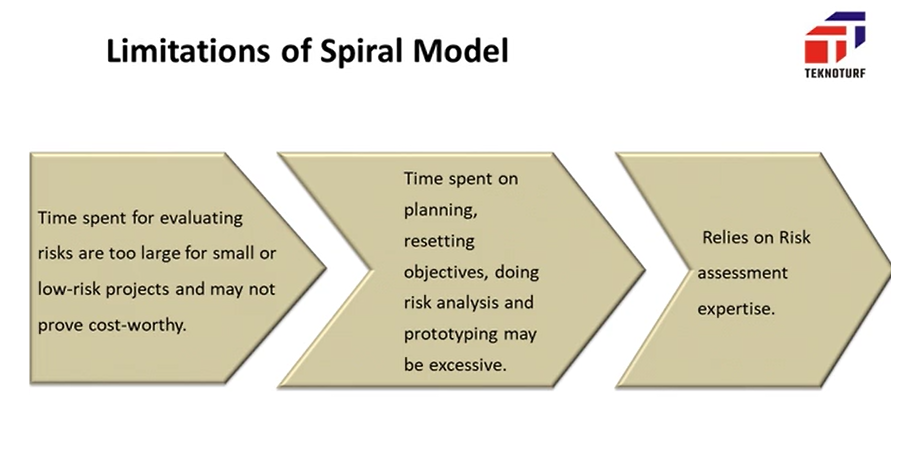 Limitations of Spiral Model
TEKNOTURF
Time spent for evaluating
risks are too large for small or
low-risk projects and may not
prove cost-worthy.
Time spent on
planning,
resetting
objectives, doing
risk analysis and
prototyping may
be excessive.
Relies on Risk
assessment
expertise.